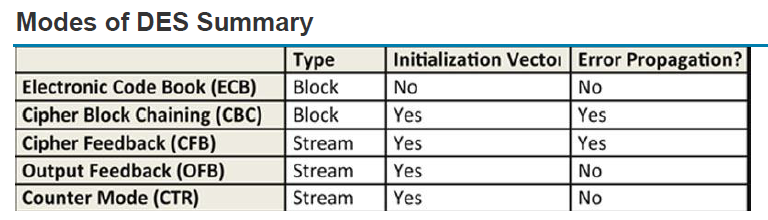 Modes of DES Summary
Type Initialization Vector Error Propagation?
Electronic Code Book (ECB) Block No No
Cipher Block Chaining (CBC) Block Yes Yes
Cipher Feedback (CFB) Stream Yes Yes
Output Feedback (OFB) Stream Yes No
Counter Mode (CTR) Stream Yes No